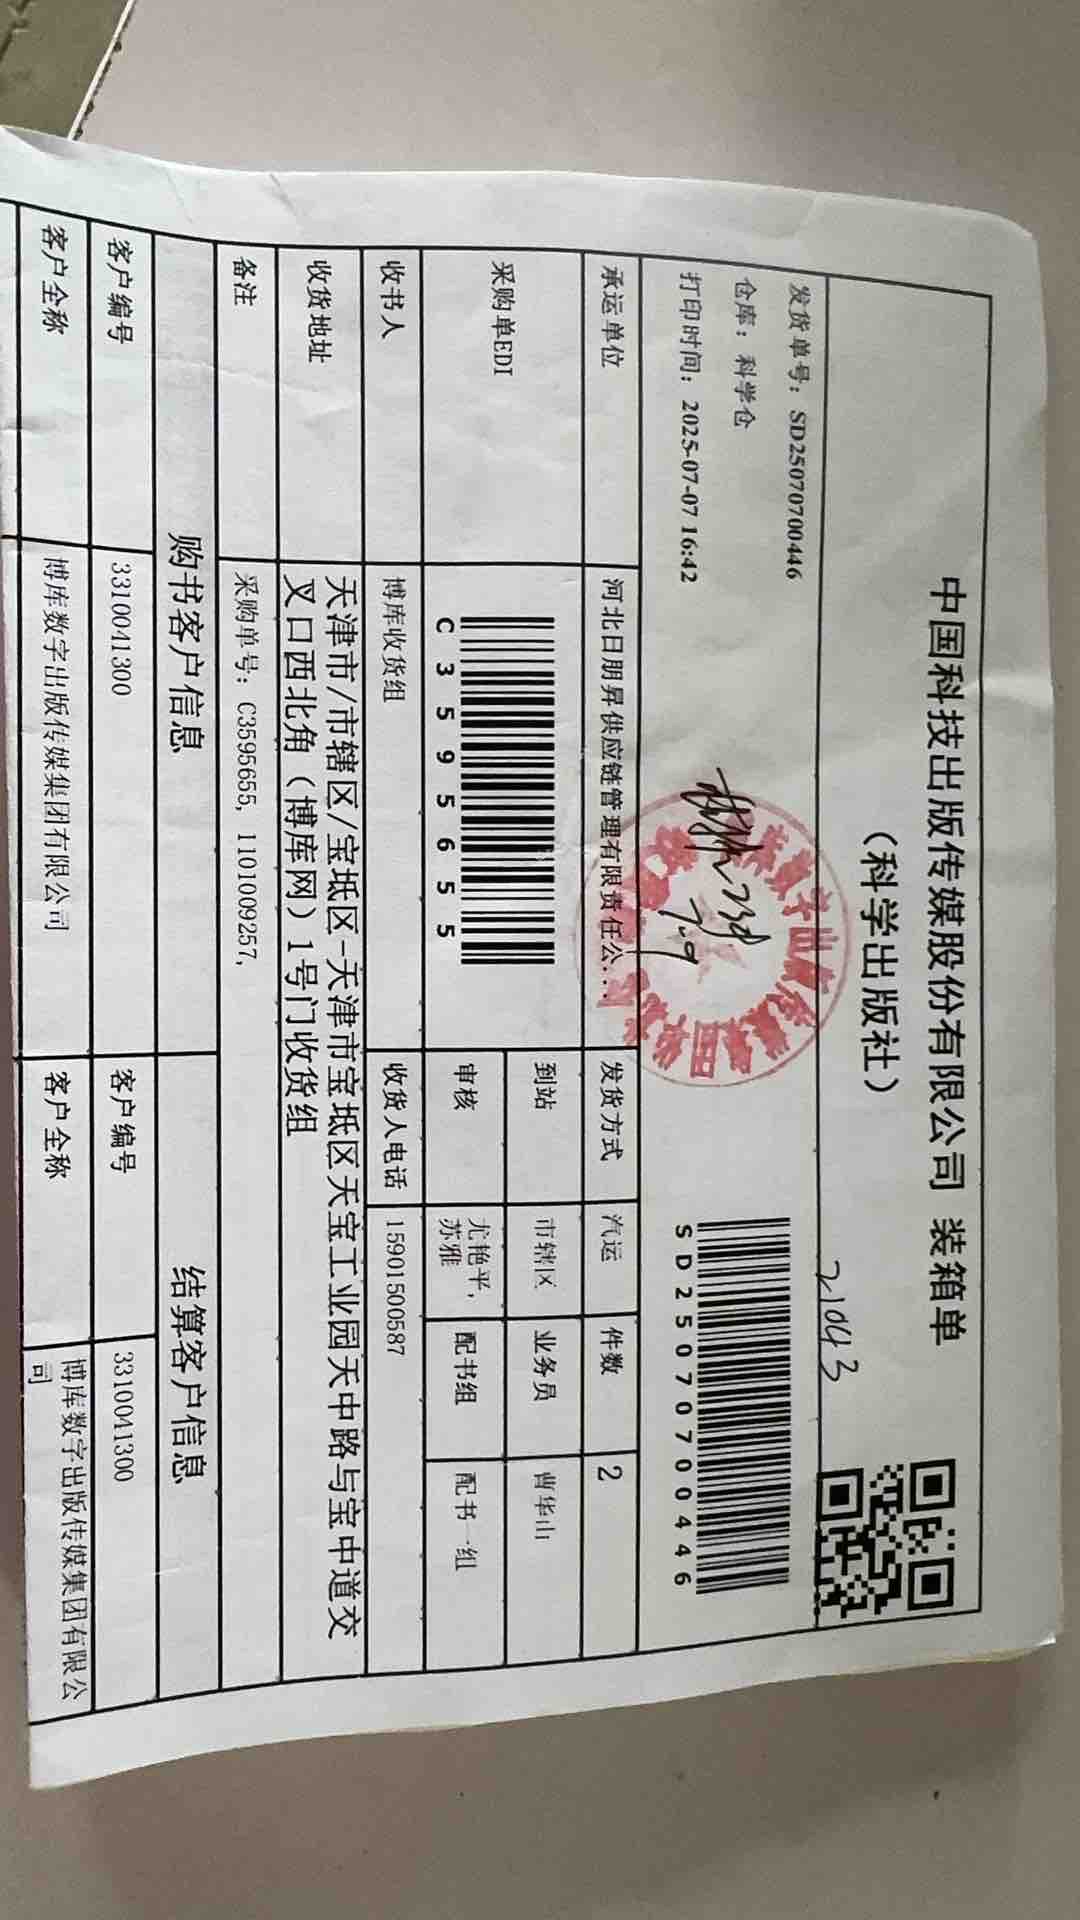 中国科技出版传媒股份有限公司 装箱单
（科学出版社）
21043
发货单号：SD25070700446
仓库：科学仓
打印时间：2025-07-07 16:42
SD25070700446
7.9
承运单位 河北日朋昇供应链管理有限责任公... 发货方式 汽运 件数 2
采购单EDI
C3595655
到站 市辖区 业务员 曹华山
审核 尤艳平，苏雅 配书组 配书一组
收书人 博库收货组 收货人电话 15901500587
收货地址 天津市/市辖区/宝坻区-天津市宝坻区天宝工业园天中路与宝中道交
叉口西北角（博库网）1号门收货组
备注 采购单号：C3595655, 1101009257,
购书客户信息 结算客户信息
客户编号 3310041300 客户编号 3310041300
客户全称 博库数字出版传媒集团有限公司 客户全称 博库数字出版传媒集团有限公
司